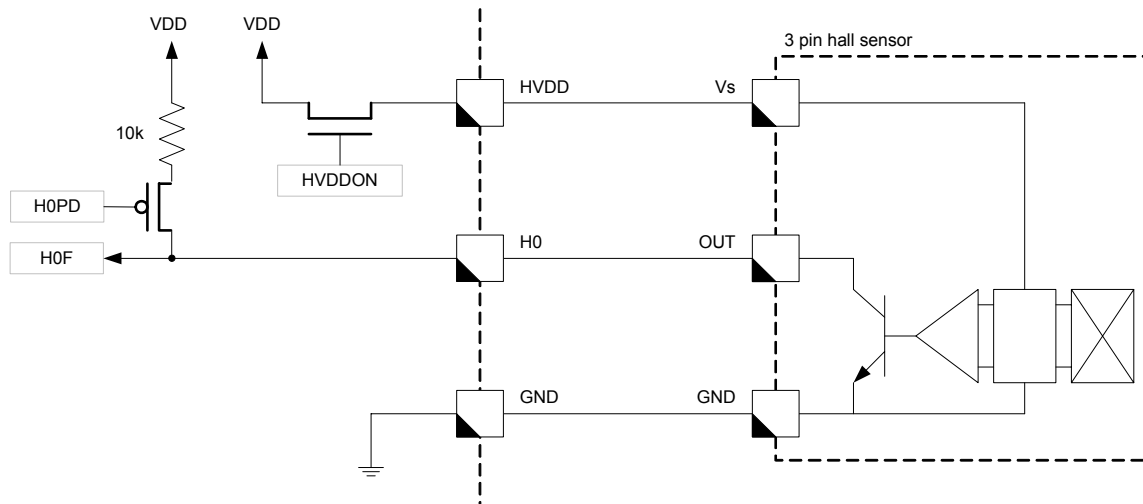 VDD
VDD
3 pin hall sensor
HVDD
Vs
10k
HVDDON
H0PD
H0
OUT
H0F
GND
GND